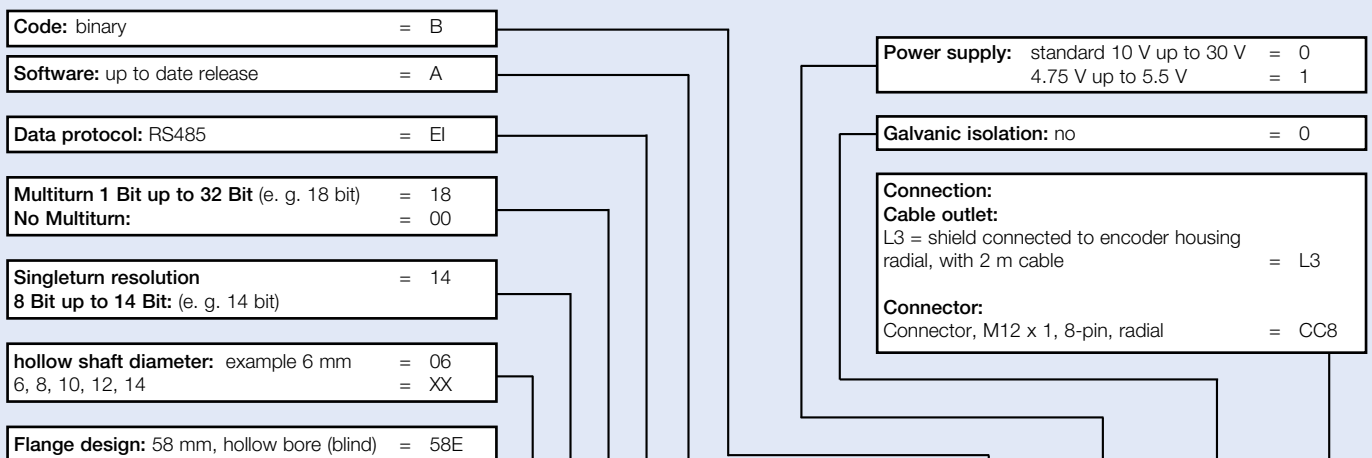 Code: binary = B
Software: up to date release = A
Data protocol: RS485 = EI
Multiturn 1 Bit up to 32 Bit (e. g. 18 bit) = 18
No Multiturn: = 00
Singleturn resolution = 14
8 Bit up to 14 Bit: (e. g. 14 bit)
hollow shaft diameter: example 6 mm = 06
6, 8, 10, 12, 14 = XX
Flange design: 58 mm, hollow bore (blind) = 58E
Power supply: standard 10 V up to 30 V = 0
4.75 V up to 5.5 V = 1
Galvanic isolation: no = 0
Connection:
Cable outlet:
L3 = shield connected to encoder housing
radial, with 2 m cable = L3
Connector:
Connector, M12 x 1, 8-pin, radial = CC8